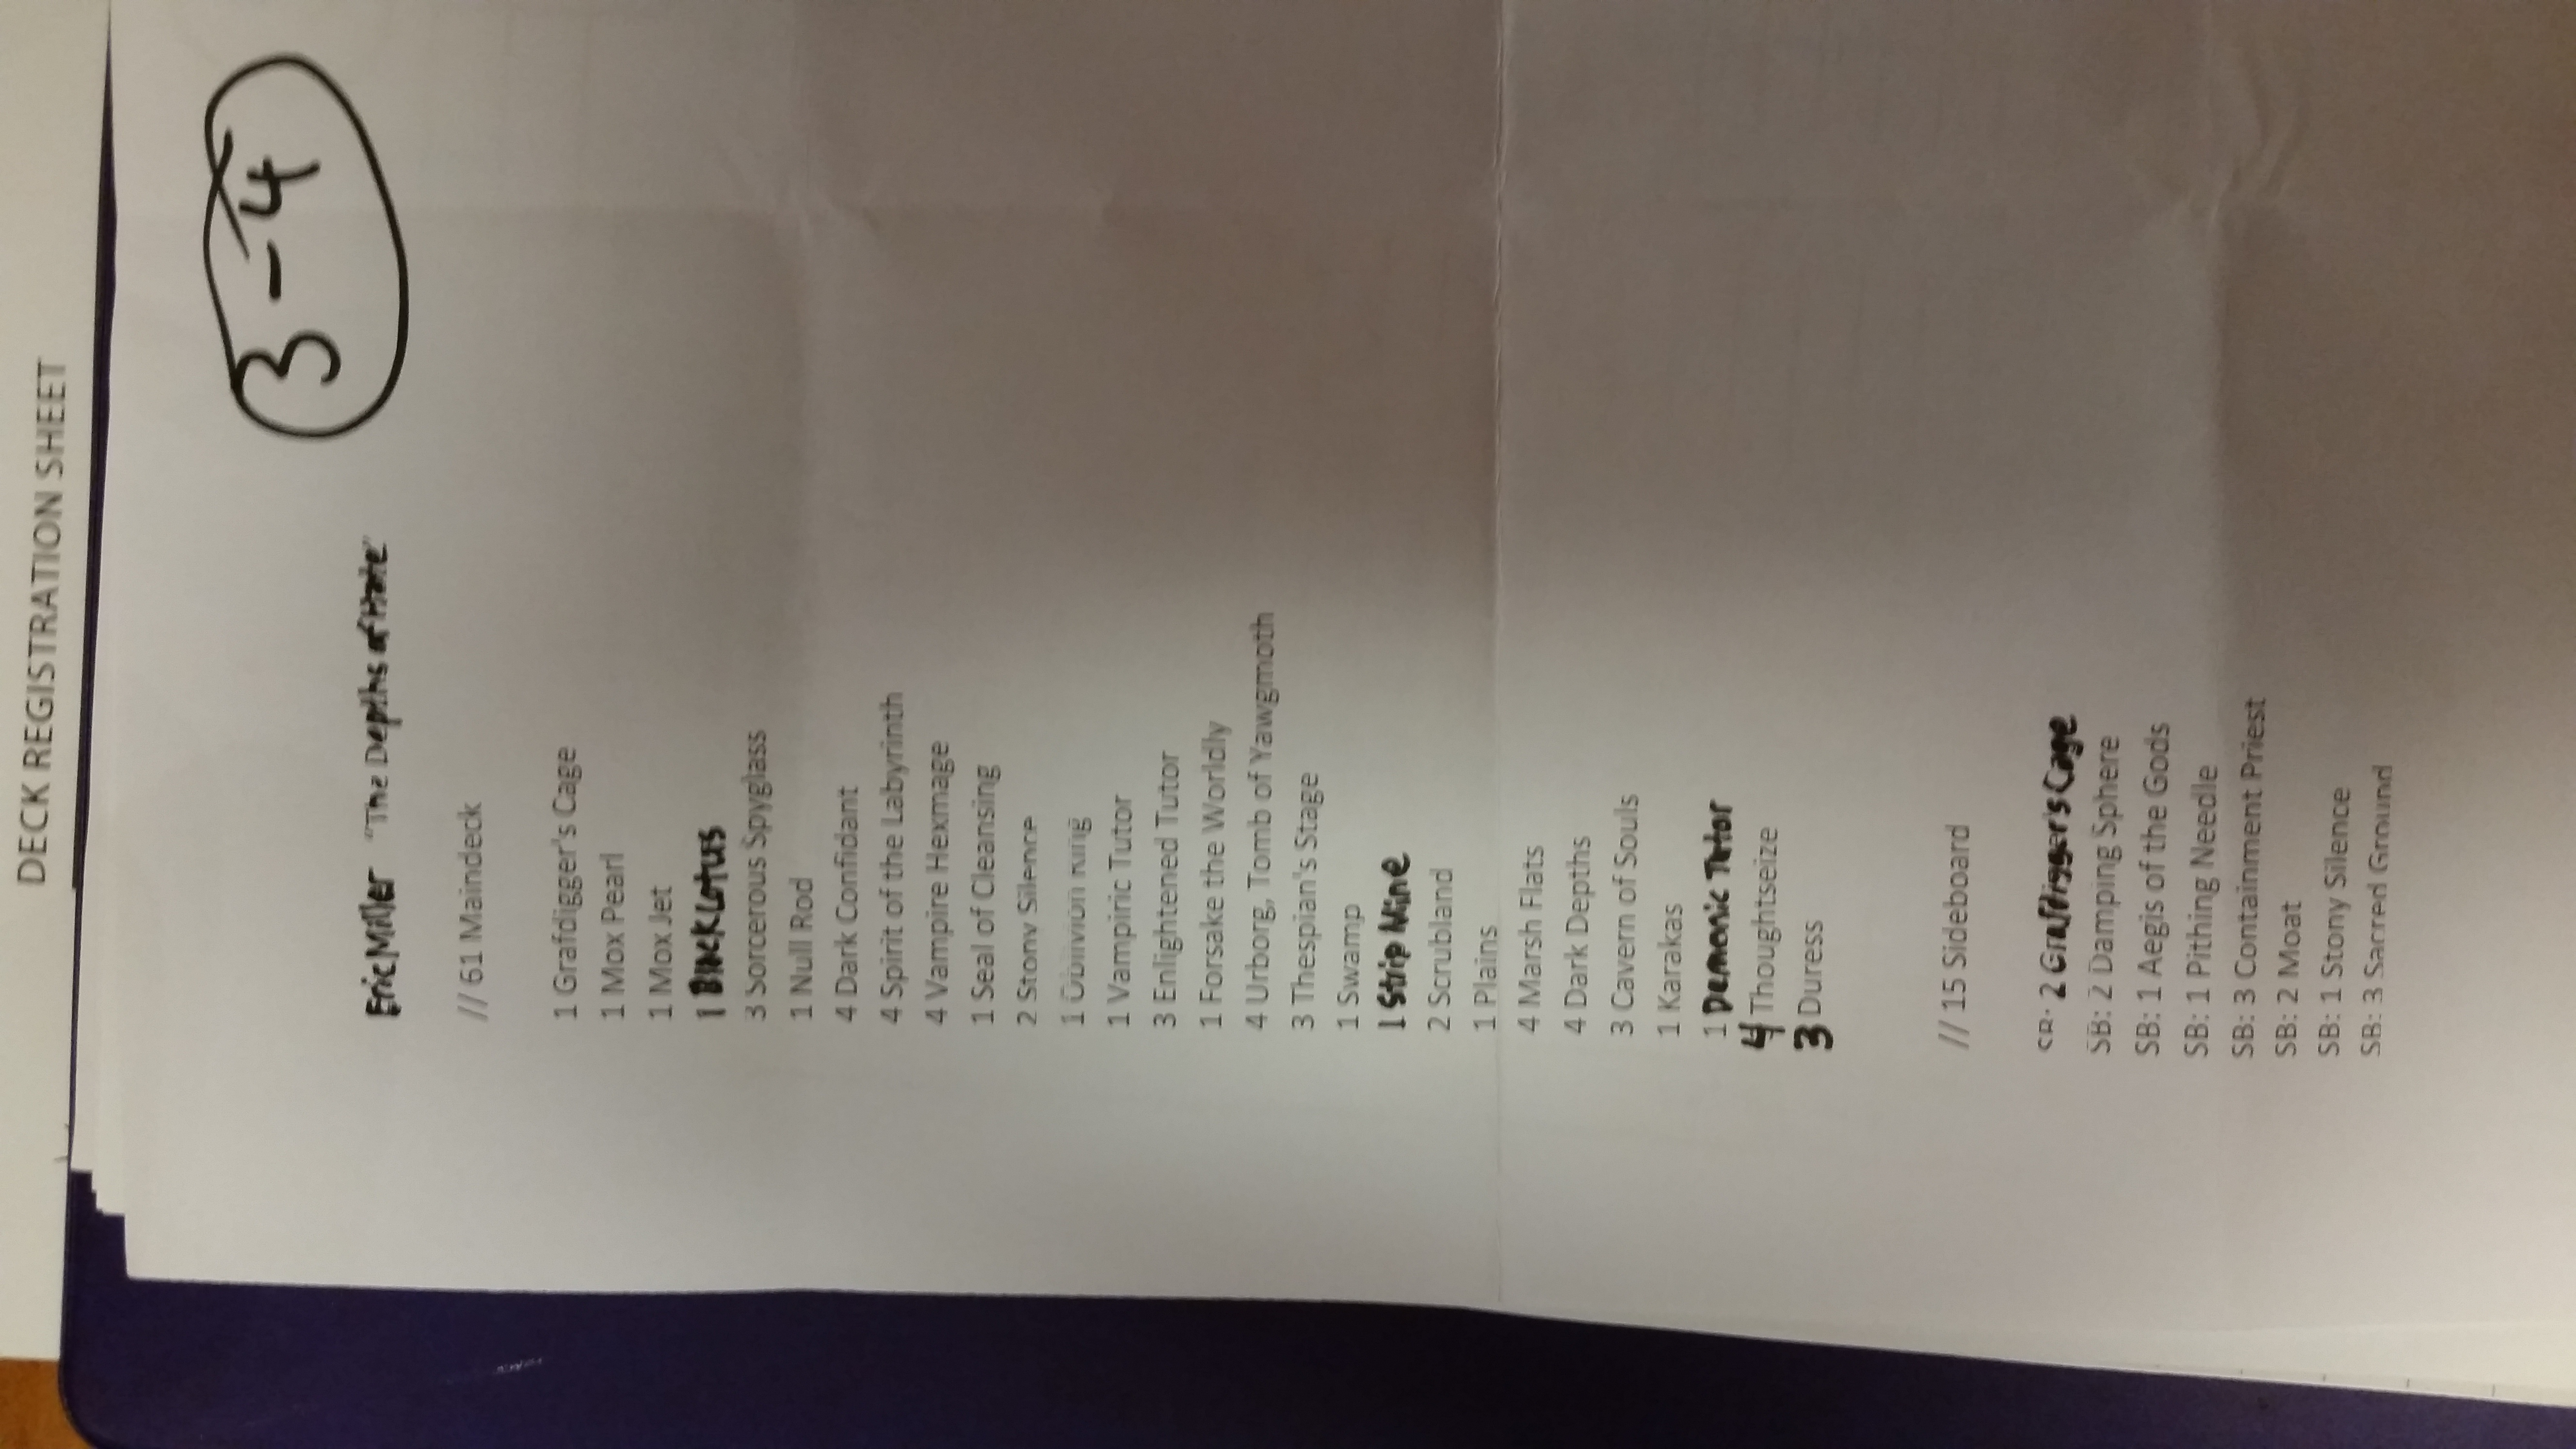 DECK REGISTRATION SHEET
3-4
Eric Miller "The Depths of Hate"
// 61 Maindeck
1 Grafdigger's Cage
1 Mox Pearl
1 Mox Jet
1 Black Lotus
3 Sorcerous Spyglass
1 Null Rod
4 Dark Confidant
4 Spirit of the Labyrinth
4 Vampire Hexmage
1 Seal of Cleansing
2 Stony Silence
1 Oblivion Ring
1 Vampiric Tutor
3 Enlightened Tutor
1 Forsake the Worldly
4 Urborg, Tomb of Yawgmoth
3 Thespian's Stage
1 Swamp
1 Strip Mine
2 Scrubland
1 Plains
4 Marsh Flats
4 Dark Depths
3 Cavern of Souls
1 Karakas
1 Demonic Tutor
4 Thoughtseize
3 Duress
// 15 Sideboard
SB: 2 Grafdigger's Cage
SB: 2 Damping Sphere
SB: 1 Aegis of the Gods
SB: 1 Pithing Needle
SB: 3 Containment Priest
SB: 2 Moat
SB: 1 Stony Silence
SB: 3 Sacred Ground